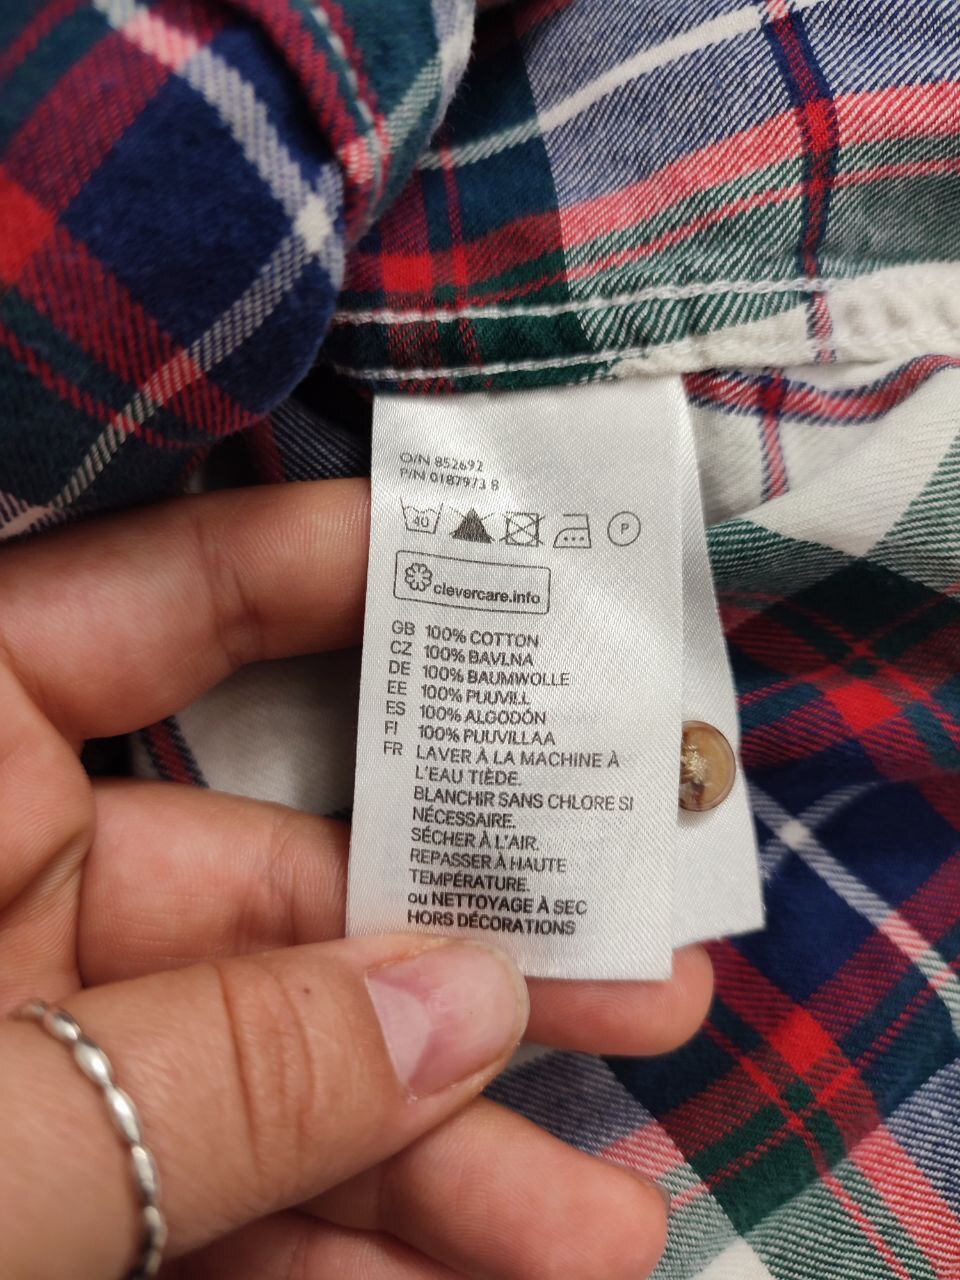 O/N 852692
P/N 0187973 8
40 P
clevercare.info
GB 100% COTTON
CZ 100% BAVLNA
DE 100% BAUMWOLLE
EE 100% PUUVILL
ES 100% ALGODÓN
FI 100% PUUVILLAA
FR LAVER À LA MACHINE À
L'EAU TIÈDE.
BLANCHIR SANS CHLORE SI
NÉCESSAIRE.
SÉCHER À L'AIR.
REPASSER À HAUTE
TEMPÉRATURE.
ou NETTOYAGE À SEC
HORS DÉCORATIONS